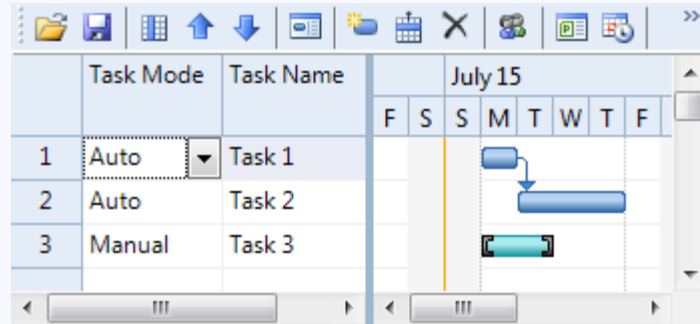 Task Mode Task Name July 15
F S S M T W T F
1 Auto Task 1
2 Auto Task 2
3 Manual Task 3